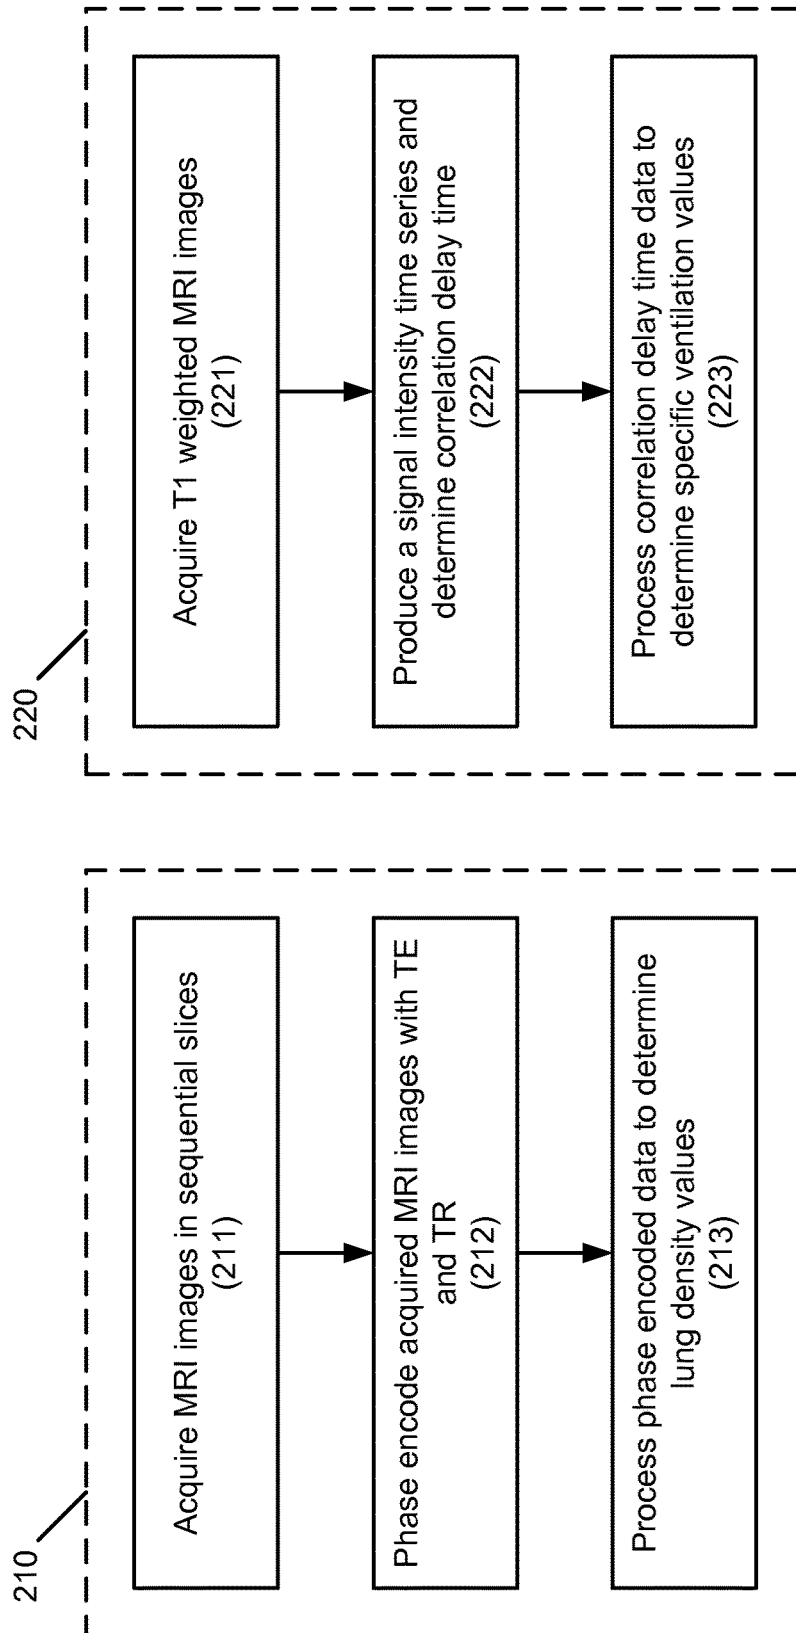 210
Acquire MRI images in sequential slices
(211)
Phase encode acquired MRI images with TE
and TR
(212)
Process phase encoded data to determine
lung density values
(213)
220
Acquire T1 weighted MRI images
(221)
Produce a signal intensity time series and
determine correlation delay time
(222)
Process correlation delay time data to
determine specific ventilation values
(223)